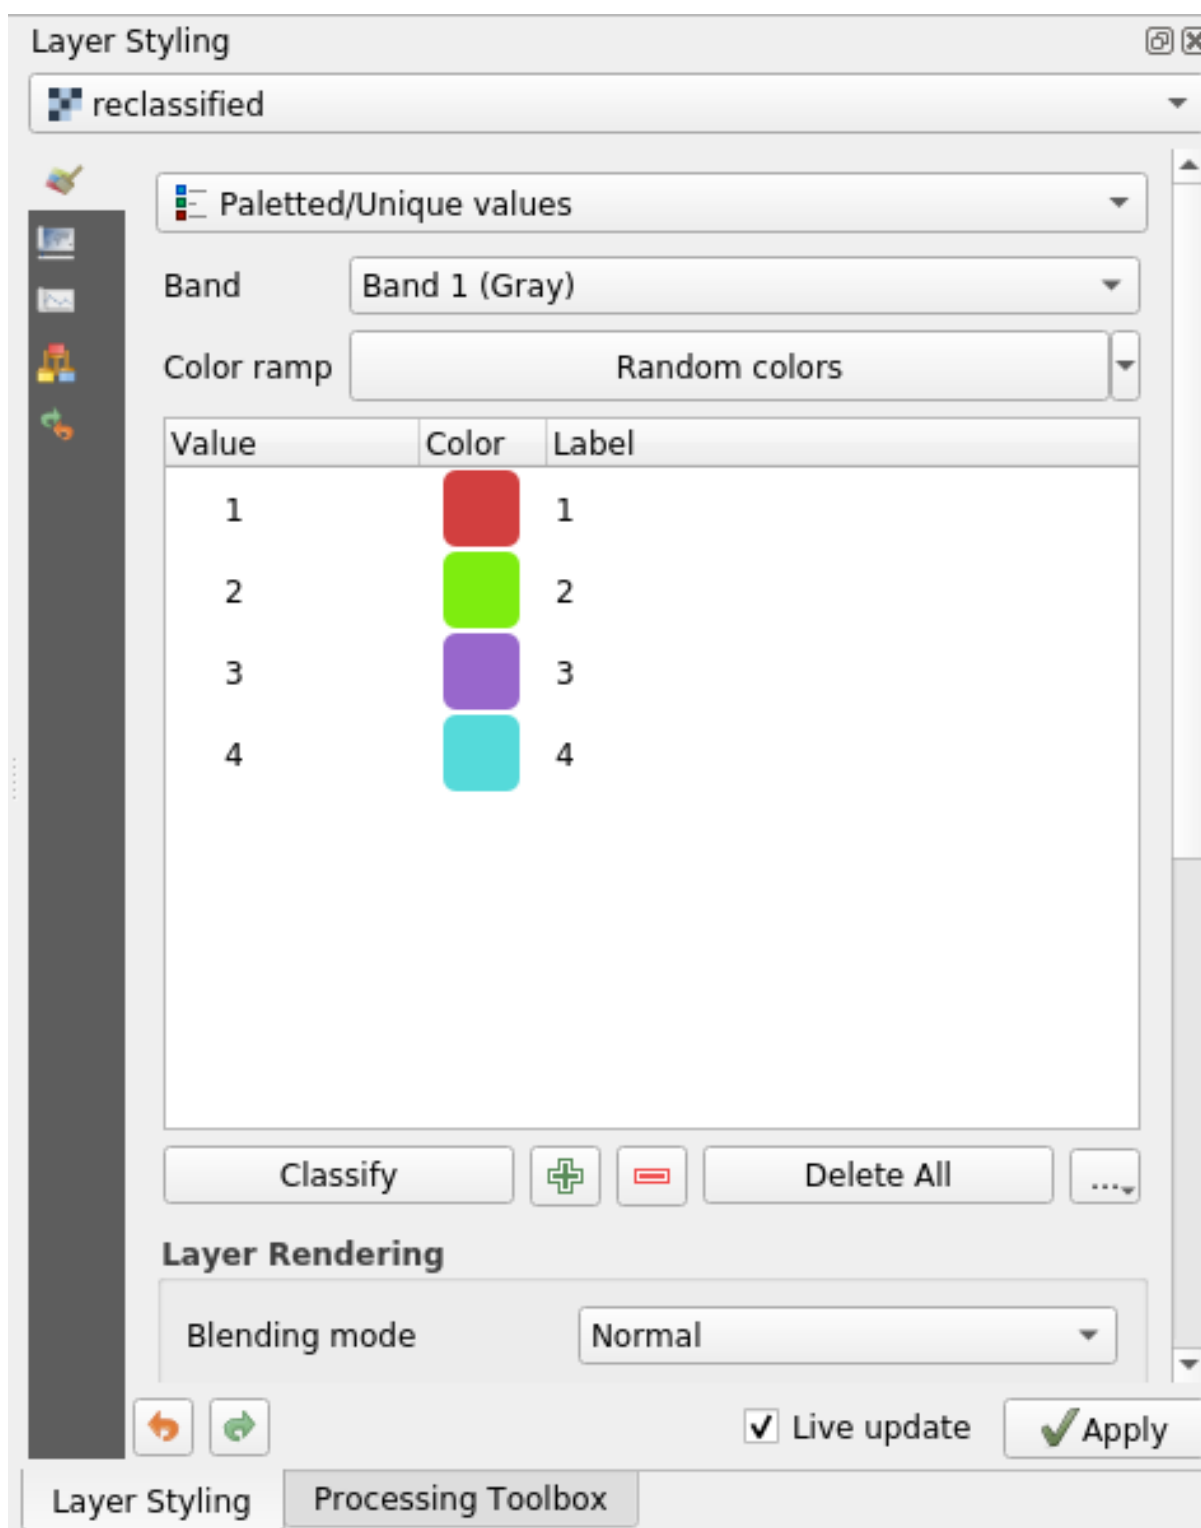 Layer Styling
reclassified
Paletted/Unique values
Band Band 1 (Gray)
Color ramp Random colors
Value Color Label
1 1
2 2
3 3
4 4
Classify Delete All ...
Layer Rendering
Blending mode Normal
Live update Apply
Layer Styling Processing Toolbox